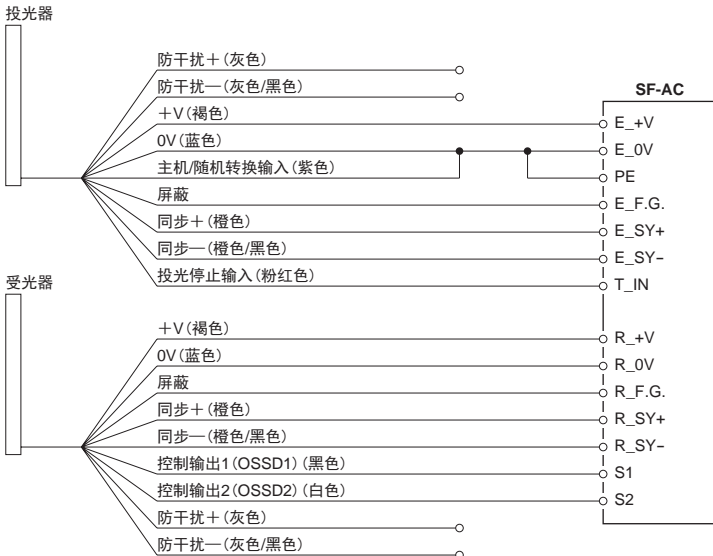 投光器
防干扰＋(灰色)
防干扰—(灰色/黑色)
＋V(褐色)
0V(蓝色)
主机/随机转换输入(紫色)
屏蔽
同步＋(橙色)
同步—(橙色/黑色)
投光停止输入(粉红色)
SF-AC
E_+V
E_0V
PE
E_F.G.
E_SY+
E_SY−
T_IN
受光器
＋V(褐色)
0V(蓝色)
屏蔽
同步＋(橙色)
同步—(橙色/黑色)
控制输出1(OSSD1)(黑色)
控制输出2(OSSD2)(白色)
防干扰＋(灰色)
防干扰—(灰色/黑色)
R_+V
R_0V
R_F.G.
R_SY+
R_SY−
S1
S2